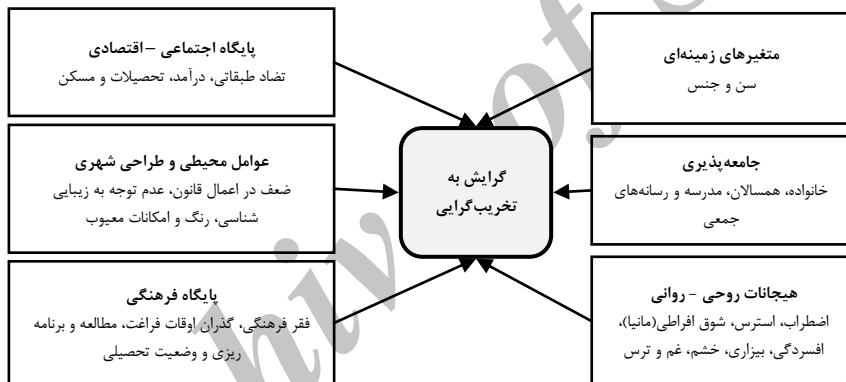 متغیرهای زمینه‌ای
سن و جنس
پایگاه اجتماعی – اقتصادی
تضاد طبقاتی، درآمد، تحصیلات و مسکن
جامعه‌پذیری
خانواده، همسالان، مدرسه و رسانه‌های
جمعی
گرایش به
تخریب‌گرایی
عوامل محیطی و طراحی شهری
ضعف در اعمال قانون، عدم توجه به زیبایی
شناسی، رنگ و امکانات معیوب
هیجانات روحی - روانی
اضطراب، استرس، شوق افراطی(مانیا)،
افسردگی، بیزاری، خشم، غم و ترس
پایگاه فرهنگی
فقر فرهنگی، گذران اوقات فراغت، مطالعه و برنامه
ریزی و وضعیت تحصیلی